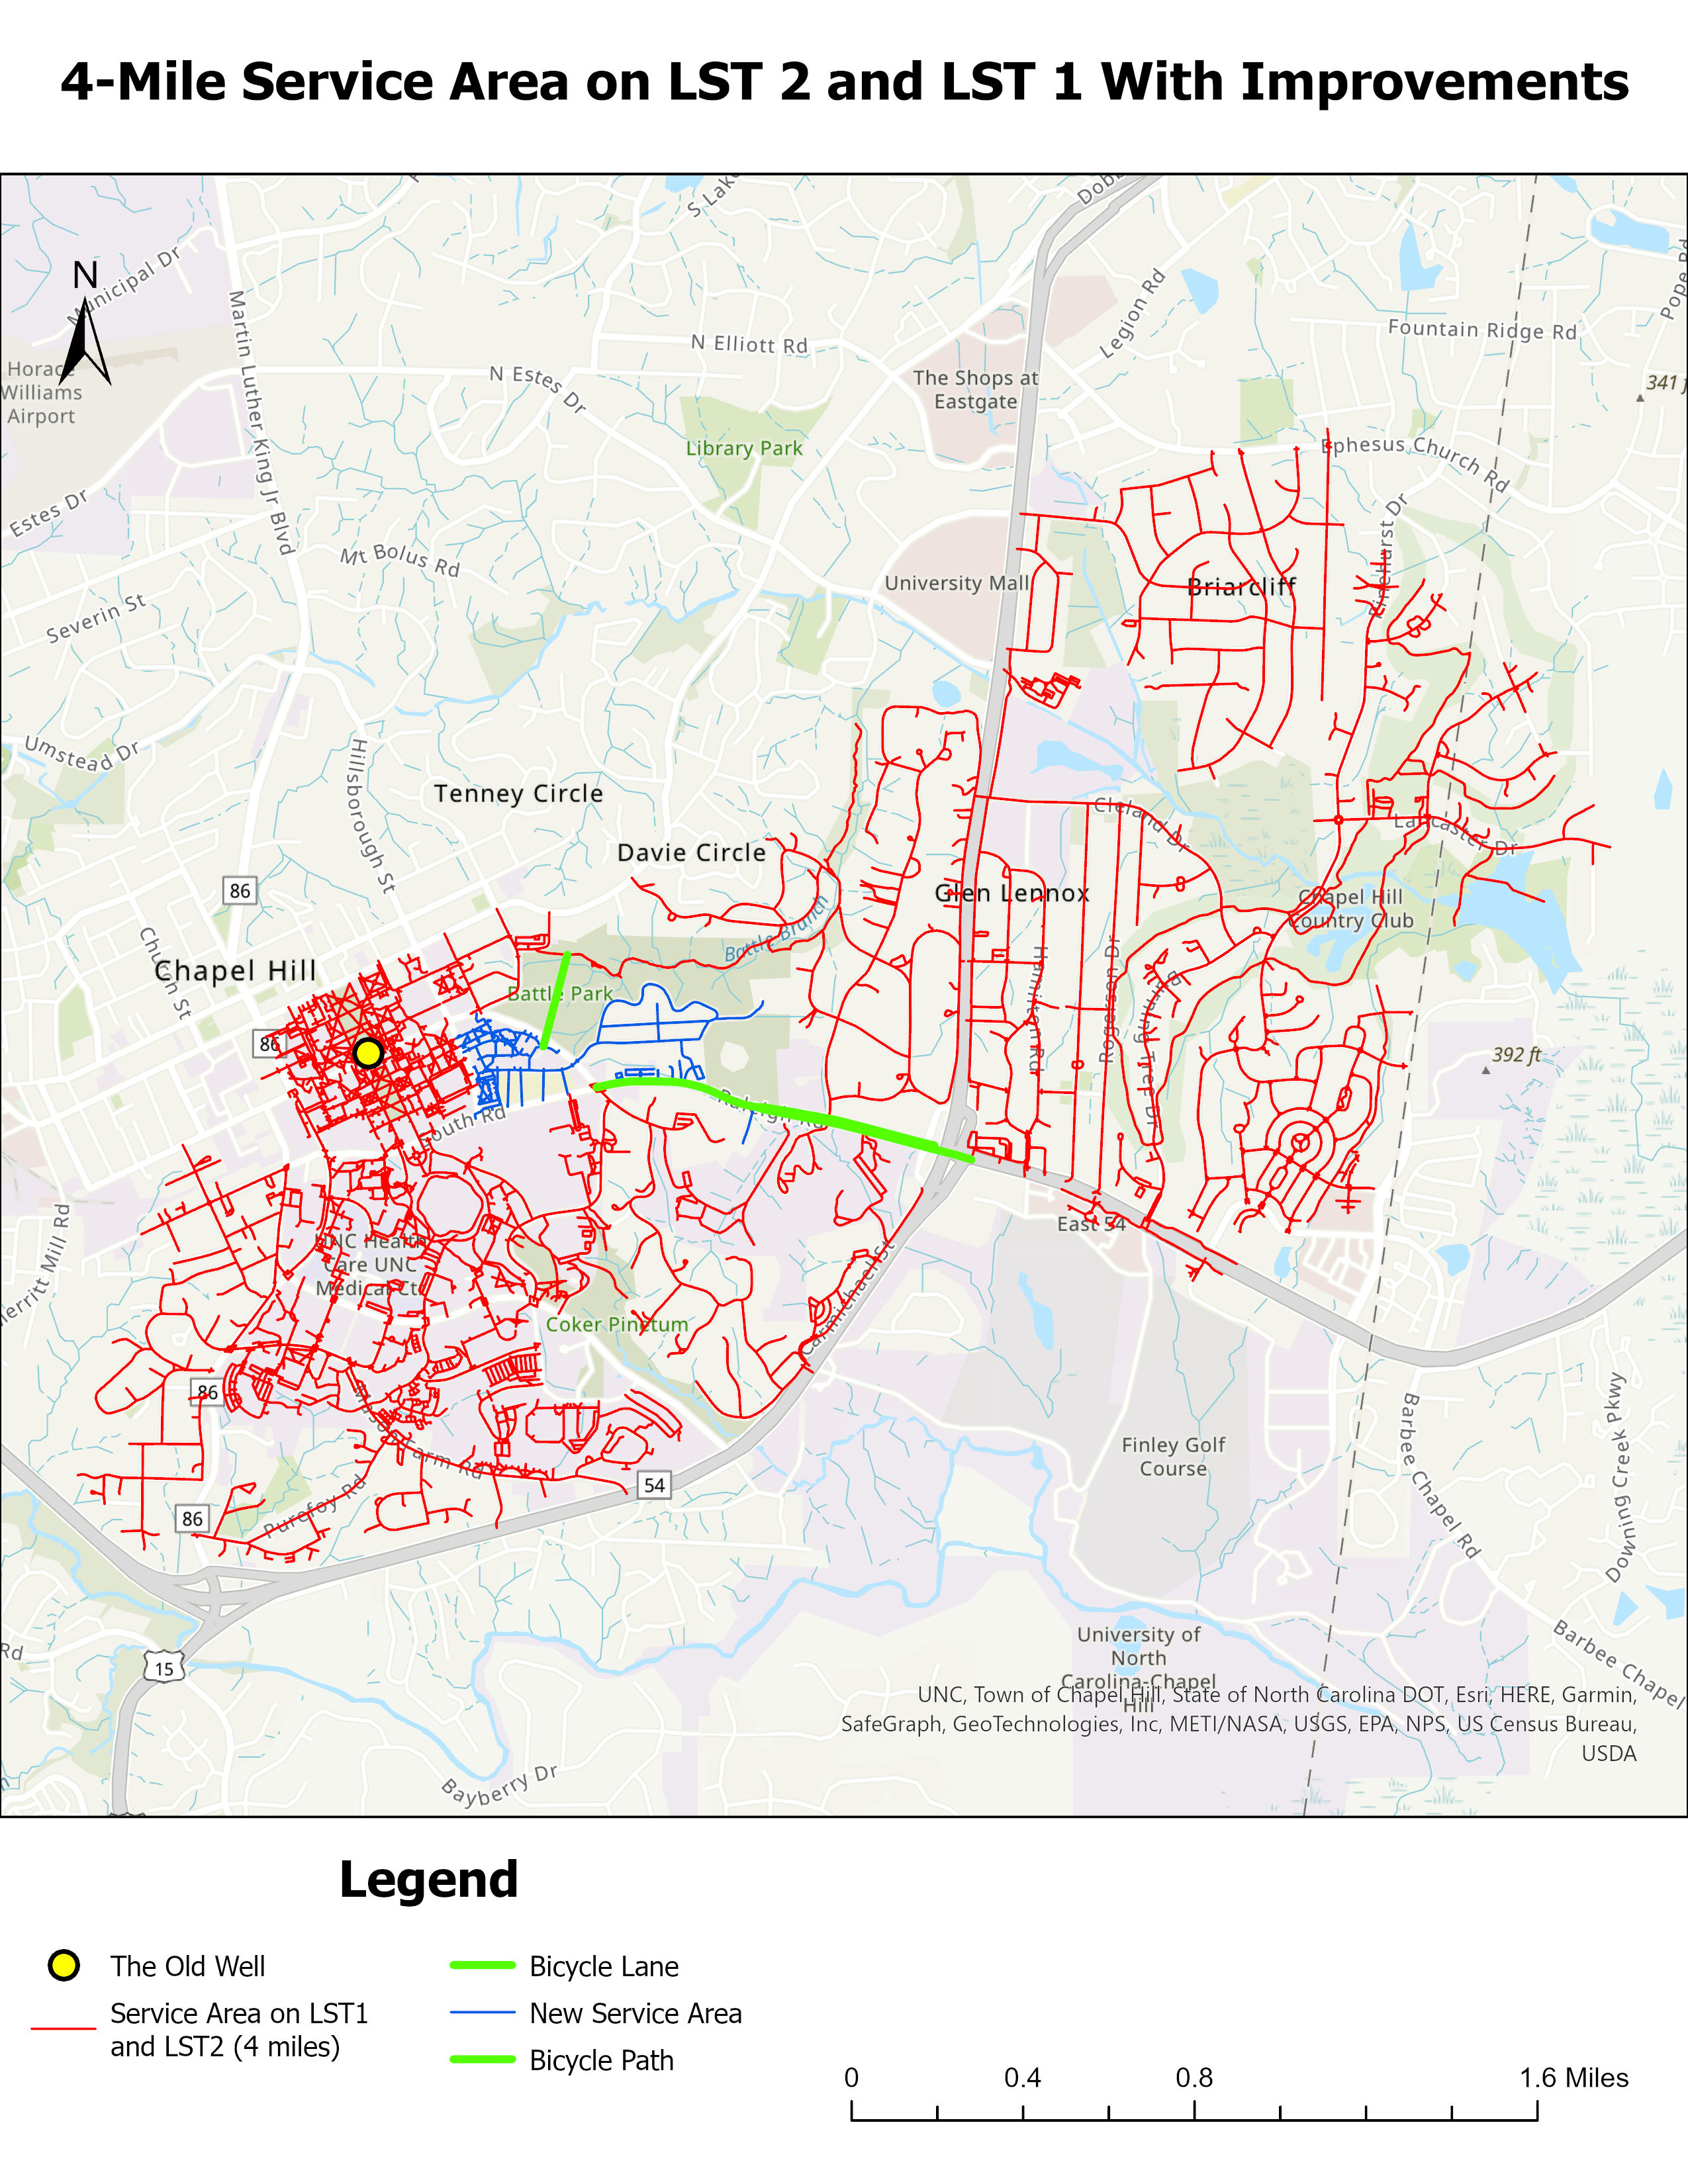 4-Mile Service Area on LST 2 and LST 1 With Improvements
Municipal Dr
S Lake
Dobb
Pope Rd
N
Legion Rd
Fountain Ridge Rd
Horace
Williams
Airport
Martin Luther King Jr Blvd
N Elliott Rd
N Estes Dr
The Shops at
Eastgate
341 f
Library Park
Ephesus Church Rd
Estes Dr
Pinehurst Dr
Mt Bolus Rd
University Mall
Briarcliff
Severin St
Umstead Dr
Hillsborough St
Tenney Circle
Cleland Dr
Lancaster Dr
Davie Circle
86
Glen Lennox
Chapel Hill
Country Club
Battle Branch
Church St
Chapel Hill
Battle Park
Hamilton Rd
Rogerson Dr
Burning Tree Dr
86
392 ft
South Rd
Raleigh Rd
Merritt Mill Rd
East 54
UNC Health
Care UNC
Medical Ct
Carmichael St
Coker Pinetum
86
Mason Farm Rd
Barbee Chapel Rd
Downing Creek Pkwy
Finley Golf
Course
54
Purefoy Rd
86
Rd
15
University of
North
Carolina-Chapel
Hill
Barbee Chapel
UNC, Town of Chapel Hill, State of North Carolina DOT, Esri, HERE, Garmin,
SafeGraph, GeoTechnologies, Inc, METI/NASA, USGS, EPA, NPS, US Census Bureau,
USDA
Bayberry Dr
Legend
The Old Well
Service Area on LST1
and LST2 (4 miles)
Bicycle Lane
New Service Area
Bicycle Path
0 0.4 0.8 1.6 Miles